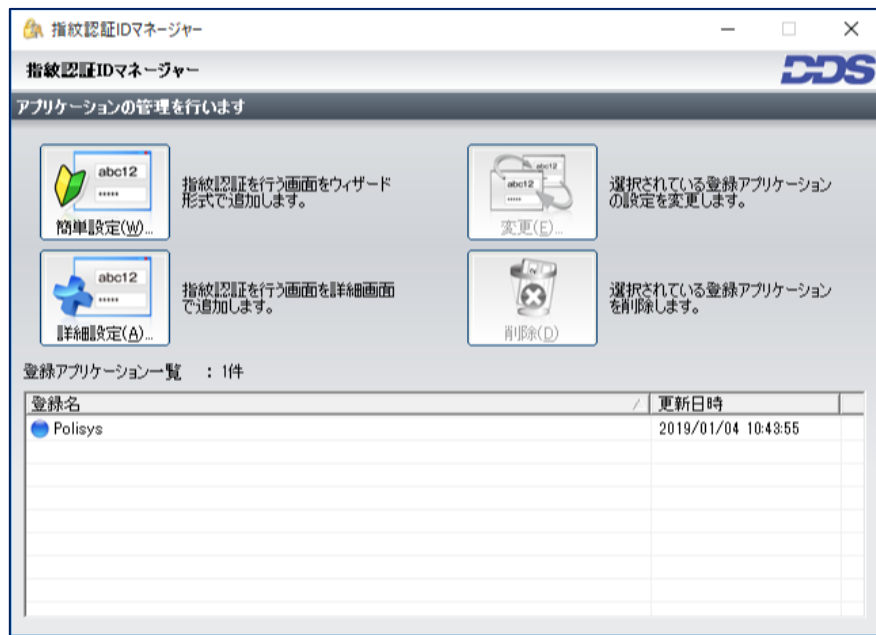 指紋認証IDマネージャー
指紋認証IDマネージャー
DDS
アプリケーションの管理を行います
abc12
*****
簡単設定(W)...
指紋認証を行う画面をウィザード
形式で追加します。
abc12
abc12
*****
変更(E)...
選択されている登録アプリケーション
の設定を変更します。
abc12
*****
詳細設定(A)...
指紋認証を行う画面を詳細画面
で追加します。
削除(D)
選択されている登録アプリケーション
を削除します。
登録アプリケーション一覧 : 1件
登録名 更新日時
Polisys 2019/01/04 10:43:55